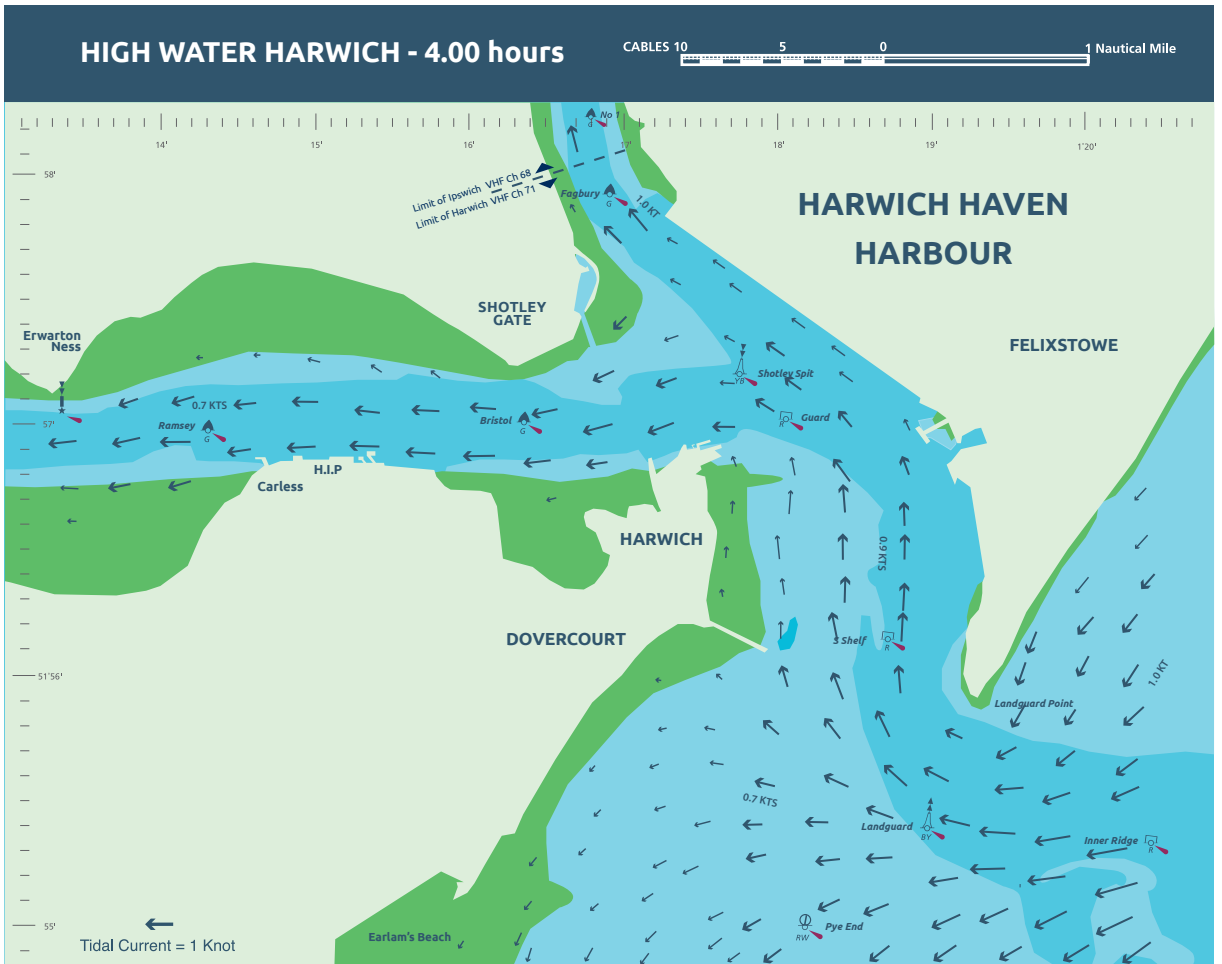 HIGH WATER HARWICH - 4.00 hours
CABLES 10 5 0 1 Nautical Mile
No 1
G
14' 15' 16' 17' 18' 19' 1°20'
58'
Limit of Ipswich VHF Ch 68
Limit of Harwich VHF Ch 71
Fagbury
G
1.0 KT
HARWICH HAVEN
HARBOUR
SHOTLEY
GATE
Erwarton
Ness
FELIXSTOWE
Shotley Spit
YB
0.7 KTS
Ramsey
G
Bristol
G
Guard
R
57'
H.I.P
Carless
HARWICH
0.9 KTS
DOVERCOURT
S Shelf
R
51°56'
1.0 KT
Landguard Point
0.7 KTS
Landguard
BY
Inner Ridge
R
55'
Pye End
RW
Earlam's Beach
Tidal Current = 1 Knot